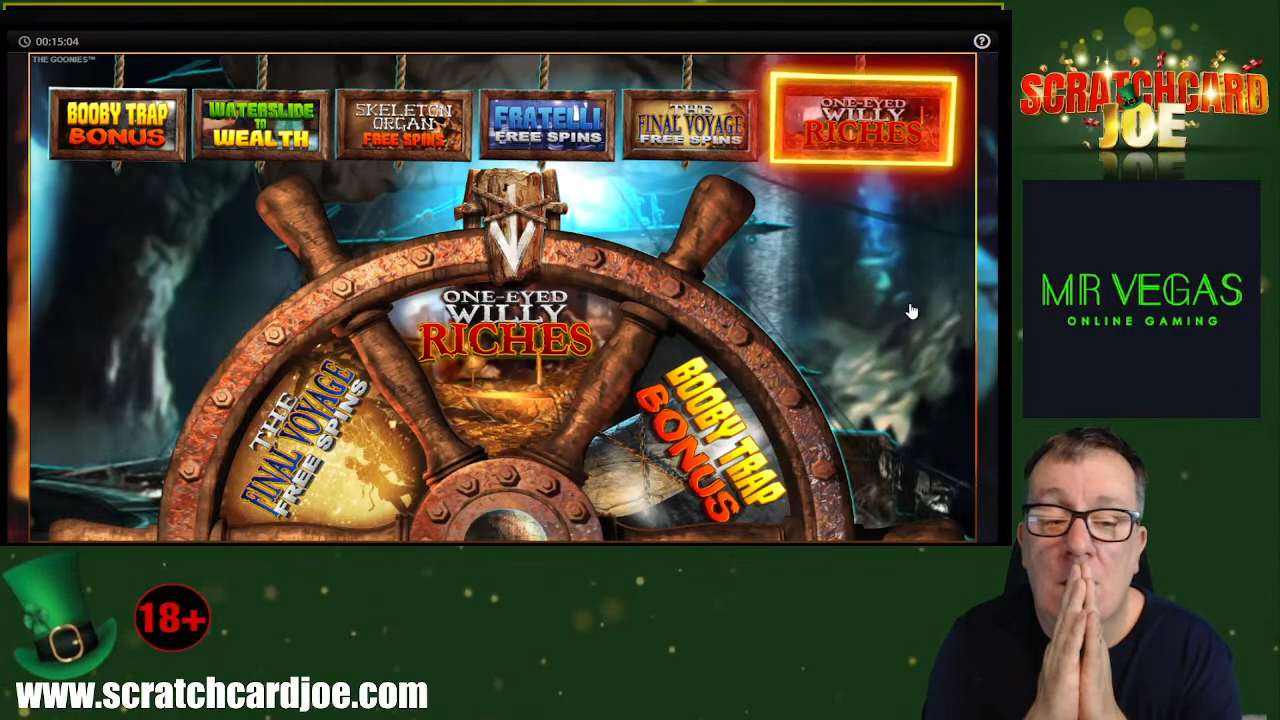 00:15:04
THE GOONIES™
BOOBY TRAP
BONUS
WATERSLIDE
TO
WEALTH
SKELETON
ORGAN
FREE SPINS
FRATELLI
FREE SPINS
THE
FINAL VOYAGE
FREE SPINS
ONE-EYED
WILLY
RICHES
ONE-EYED
WILLY
RICHES
THE
FINAL VOYAGE
FREE SPINS
BOOBY TRAP
BONUS
SCRATCHCARD
JOE
MR VEGAS
ONLINE GAMING
18+
www.scratchcardjoe.com